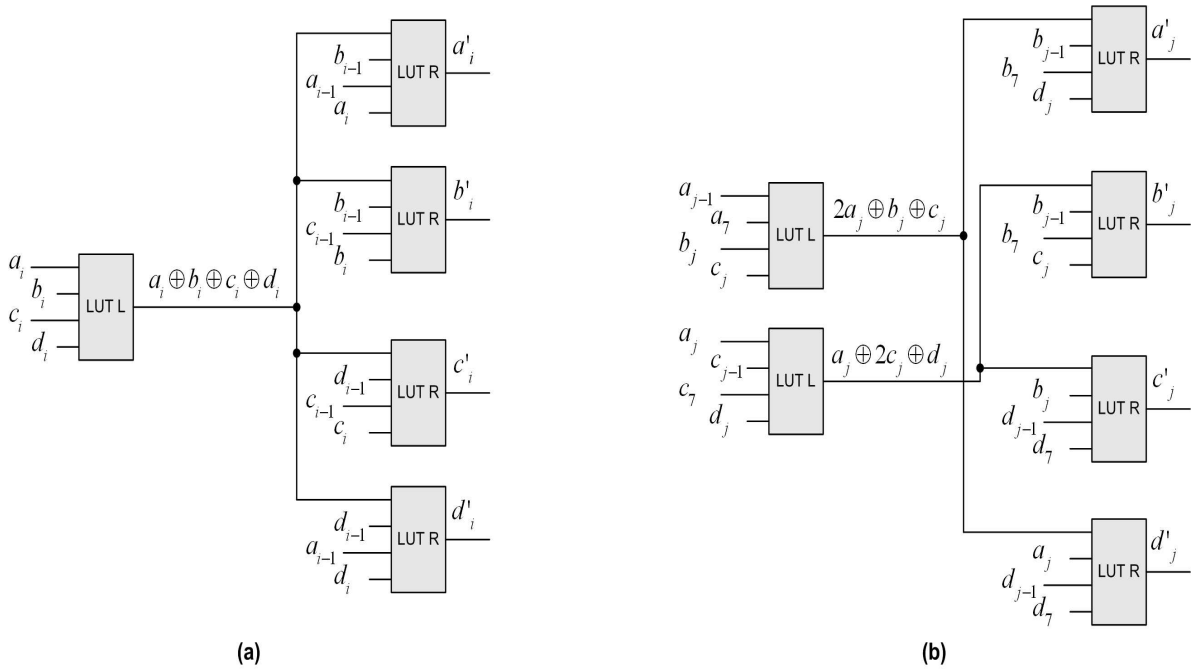 a_i
b_i
c_i
d_i
LUT L
a_i⊕b_i⊕c_i⊕d_i
b_{i−1}
a_{i−1}
a_i
LUT R
a'_i
b_{i−1}
c_{i−1}
b_i
LUT R
b'_i
d_{i−1}
c_{i−1}
c_i
LUT R
c'_i
d_{i−1}
a_{i−1}
d_i
LUT R
d'_i
(a)
a_{j−1}
a_7
b_j
c_j
LUT L
2a_j⊕b_j⊕c_j
a_j
c_{j−1}
c_7
d_j
LUT L
a_j⊕2c_j⊕d_j
b_{j−1}
b_7
d_j
LUT R
a'_j
b_{j−1}
b_7
c_j
LUT R
b'_j
b_j
d_{j−1}
d_7
LUT R
c'_j
a_j
d_{j−1}
d_7
LUT R
d'_j
(b)